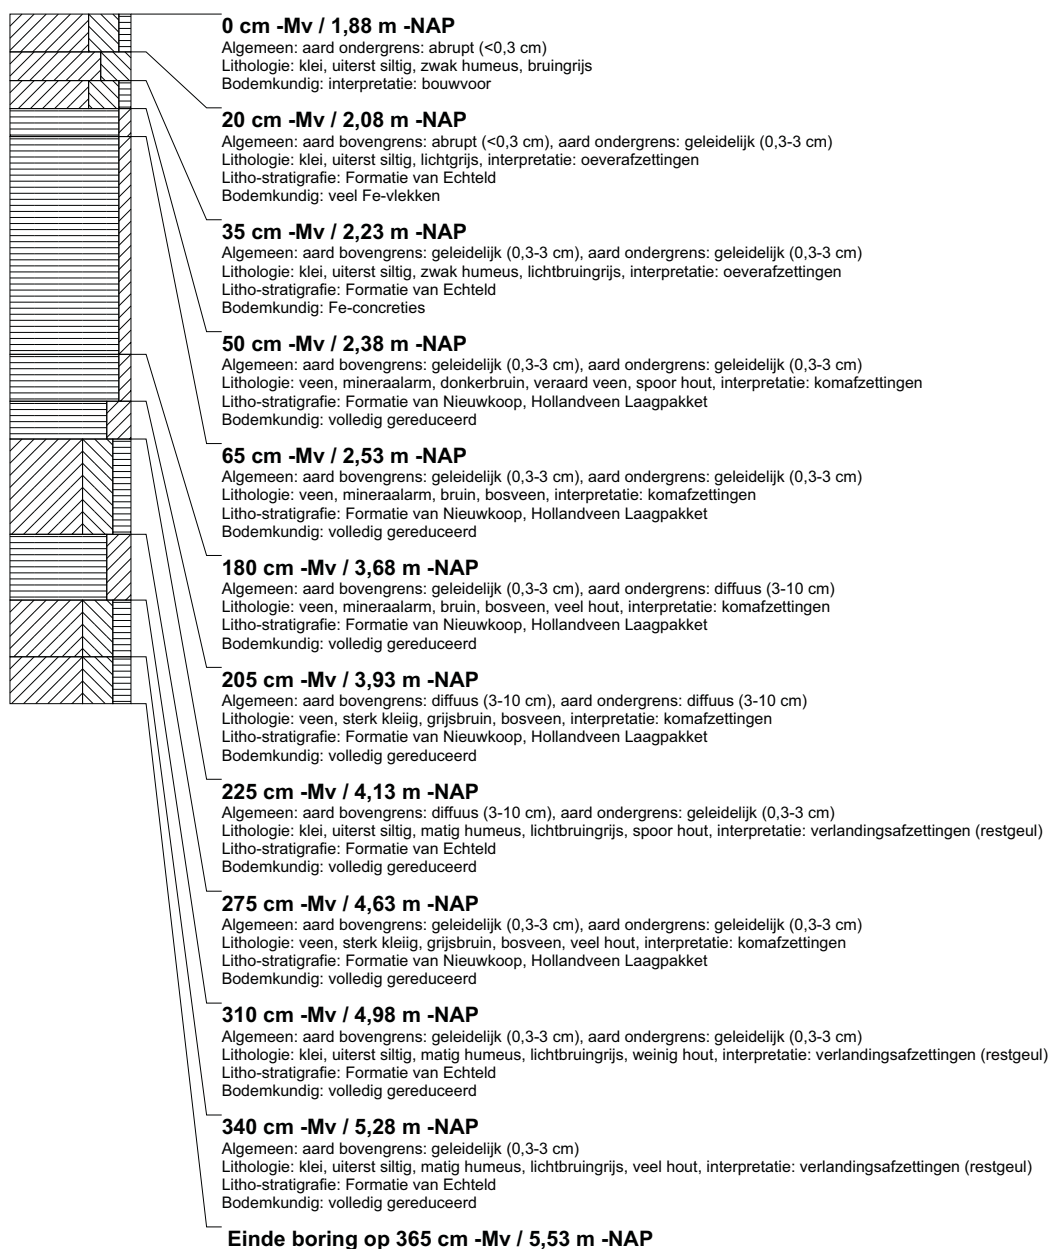 0 cm -Mv / 1,88 m -NAP
Algemeen: aard ondergrens: abrupt (<0,3 cm)
Lithologie: klei, uiterst siltig, zwak humeus, bruingrijs
Bodemkundig: interpretatie: bouwvoor
20 cm -Mv / 2,08 m -NAP
Algemeen: aard bovengrens: abrupt (<0,3 cm), aard ondergrens: geleidelijk (0,3-3 cm)
Lithologie: klei, uiterst siltig, lichtgrijs, interpretatie: oeverafzettingen
Litho-stratigrafie: Formatie van Echteld
Bodemkundig: veel Fe-vlekken
35 cm -Mv / 2,23 m -NAP
Algemeen: aard bovengrens: geleidelijk (0,3-3 cm), aard ondergrens: geleidelijk (0,3-3 cm)
Lithologie: klei, uiterst siltig, zwak humeus, lichtbruingrijs, interpretatie: oeverafzettingen
Litho-stratigrafie: Formatie van Echteld
Bodemkundig: Fe-concreties
50 cm -Mv / 2,38 m -NAP
Algemeen: aard bovengrens: geleidelijk (0,3-3 cm), aard ondergrens: geleidelijk (0,3-3 cm)
Lithologie: veen, mineraalarm, donkerbruin, veraard veen, spoor hout, interpretatie: komafzettingen
Litho-stratigrafie: Formatie van Nieuwkoop, Hollandveen Laagpakket
Bodemkundig: volledig gereduceerd
65 cm -Mv / 2,53 m -NAP
Algemeen: aard bovengrens: geleidelijk (0,3-3 cm), aard ondergrens: geleidelijk (0,3-3 cm)
Lithologie: veen, mineraalarm, bruin, bosveen, interpretatie: komafzettingen
Litho-stratigrafie: Formatie van Nieuwkoop, Hollandveen Laagpakket
Bodemkundig: volledig gereduceerd
180 cm -Mv / 3,68 m -NAP
Algemeen: aard bovengrens: geleidelijk (0,3-3 cm), aard ondergrens: diffuus (3-10 cm)
Lithologie: veen, mineraalarm, bruin, bosveen, veel hout, interpretatie: komafzettingen
Litho-stratigrafie: Formatie van Nieuwkoop, Hollandveen Laagpakket
Bodemkundig: volledig gereduceerd
205 cm -Mv / 3,93 m -NAP
Algemeen: aard bovengrens: diffuus (3-10 cm), aard ondergrens: diffuus (3-10 cm)
Lithologie: veen, sterk kleiig, grijsbruin, bosveen, interpretatie: komafzettingen
Litho-stratigrafie: Formatie van Nieuwkoop, Hollandveen Laagpakket
Bodemkundig: volledig gereduceerd
225 cm -Mv / 4,13 m -NAP
Algemeen: aard bovengrens: diffuus (3-10 cm), aard ondergrens: geleidelijk (0,3-3 cm)
Lithologie: klei, uiterst siltig, matig humeus, lichtbruingrijs, spoor hout, interpretatie: verlandingsafzettingen (restgeul)
Litho-stratigrafie: Formatie van Echteld
Bodemkundig: volledig gereduceerd
275 cm -Mv / 4,63 m -NAP
Algemeen: aard bovengrens: geleidelijk (0,3-3 cm), aard ondergrens: geleidelijk (0,3-3 cm)
Lithologie: veen, sterk kleiig, grijsbruin, bosveen, veel hout, interpretatie: komafzettingen
Litho-stratigrafie: Formatie van Nieuwkoop, Hollandveen Laagpakket
Bodemkundig: volledig gereduceerd
310 cm -Mv / 4,98 m -NAP
Algemeen: aard bovengrens: geleidelijk (0,3-3 cm), aard ondergrens: geleidelijk (0,3-3 cm)
Lithologie: klei, uiterst siltig, matig humeus, lichtbruingrijs, weinig hout, interpretatie: verlandingsafzettingen (restgeul)
Litho-stratigrafie: Formatie van Echteld
Bodemkundig: volledig gereduceerd
340 cm -Mv / 5,28 m -NAP
Algemeen: aard bovengrens: geleidelijk (0,3-3 cm)
Lithologie: klei, uiterst siltig, matig humeus, lichtbruingrijs, veel hout, interpretatie: verlandingsafzettingen (restgeul)
Litho-stratigrafie: Formatie van Echteld
Bodemkundig: volledig gereduceerd
Einde boring op 365 cm -Mv / 5,53 m -NAP